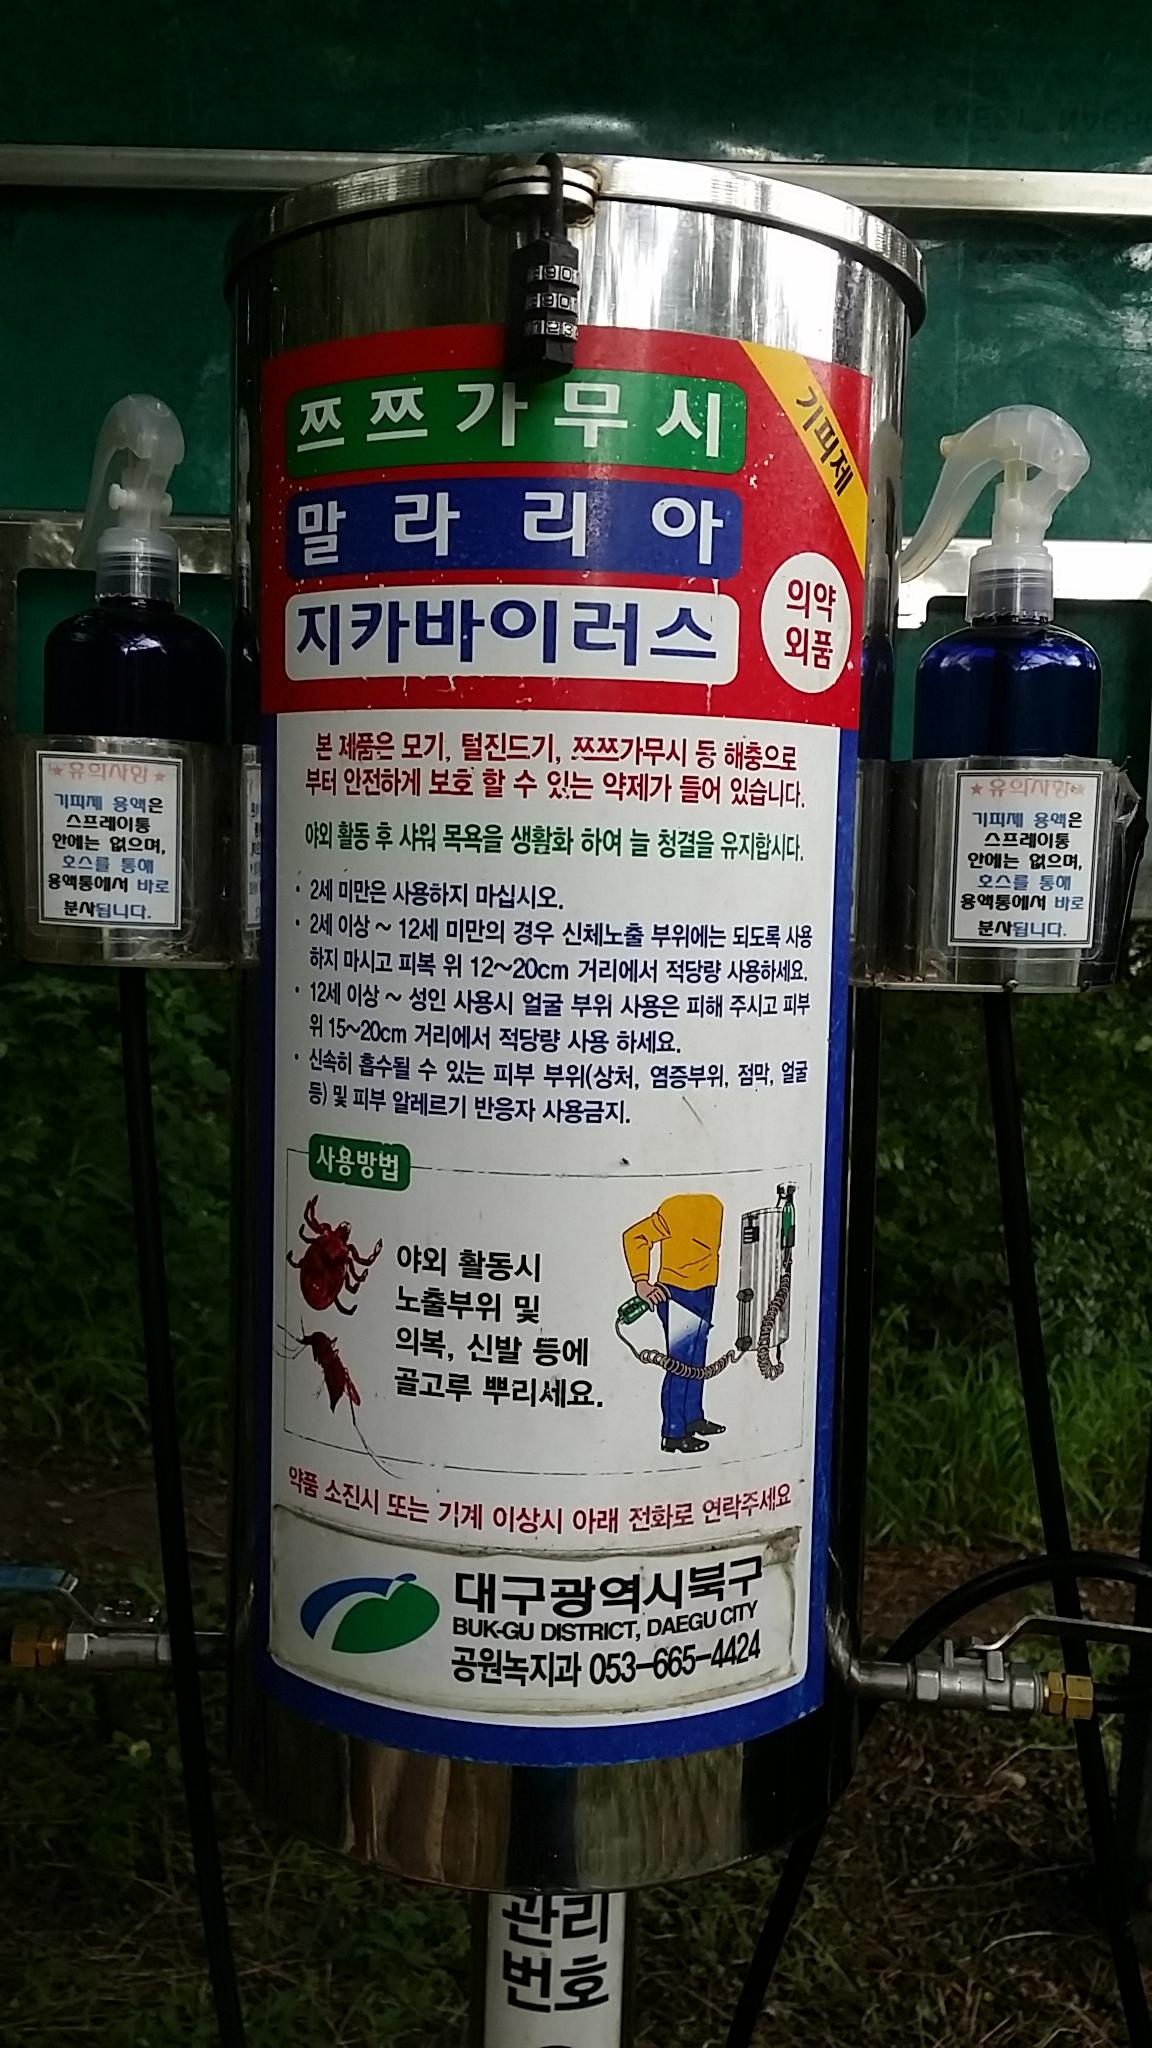 쯔쯔가무시
말라리아
지카바이러스
기피제
의약
외품
본 제품은 모기, 털진드기, 쯔쯔가무시 등 해충으로
부터 안전하게 보호 할 수 있는 약제가 들어 있습니다.
야외 활동 후 샤워 목욕을 생활화 하여 늘 청결을 유지합시다.
· 2세 미만은 사용하지 마십시오.
· 2세 이상 ~ 12세 미만의 경우 신체노출 부위에는 되도록 사용
하지 마시고 피복 위 12~20cm 거리에서 적당량 사용하세요.
· 12세 이상 ~ 성인 사용시 얼굴 부위 사용은 피해 주시고 피부
위 15~20cm 거리에서 적당량 사용 하세요.
· 신속히 흡수될 수 있는 피부 부위(상처, 염증부위, 점막, 얼굴
등) 및 피부 알레르기 반응자 사용금지.
사용방법
야외 활동시
노출부위 및
의복, 신발 등에
골고루 뿌리세요.
약품 소진시 또는 기계 이상시 아래 전화로 연락주세요
대구광역시북구
BUK-GU DISTRICT, DAEGU CITY
공원녹지과 053-665-4424
관리
번호
★유의사항★
기피제 용액은
스프레이통
안에는 없으며,
호스를 통해
용액통에서 바로
분사됩니다.
★유의사항★
기피제 용액은
스프레이통
안에는 없으며,
호스를 통해
용액통에서 바로
분사됩니다.